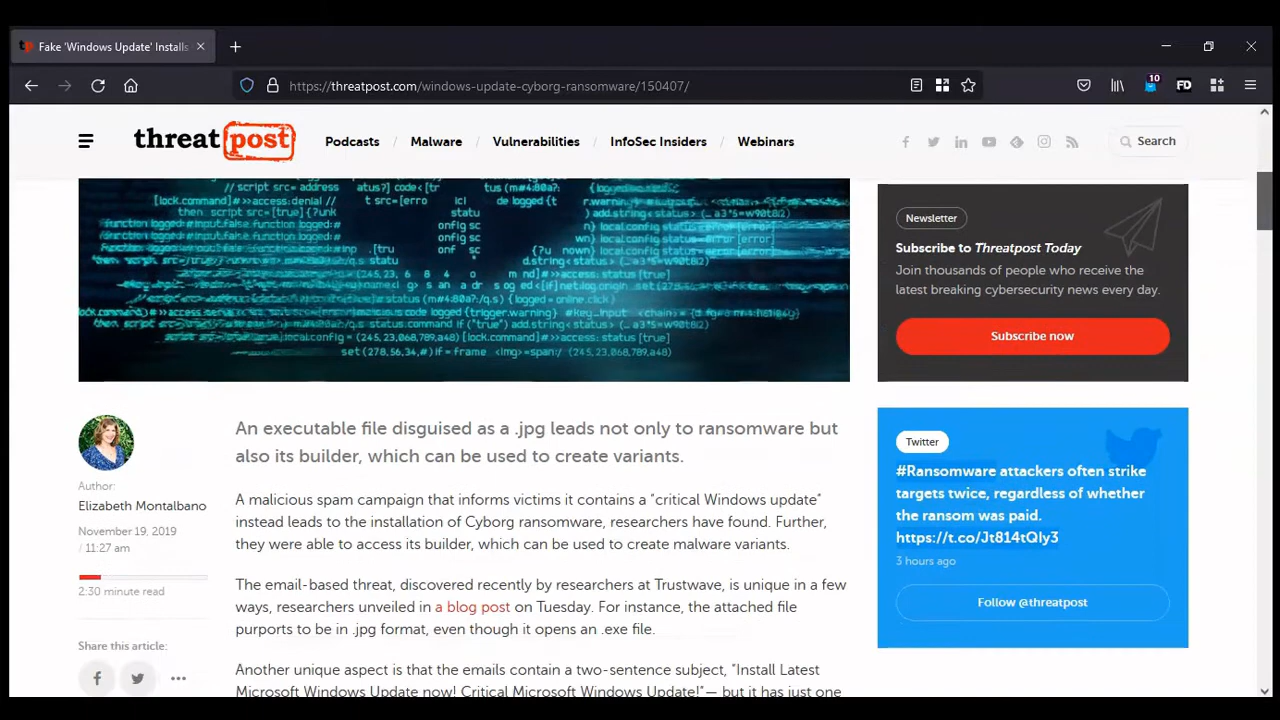 Fake 'Windows Update' Installs
https://threatpost.com/windows-update-cyborg-ransomware/150407/
10
FD
threat post
Podcasts / Malware / Vulnerabilities / InfoSec Insiders / Webinars
Search
Newsletter
Subscribe to Threatpost Today
Join thousands of people who receive the
latest breaking cybersecurity news every day.
Subscribe now
An executable file disguised as a .jpg leads not only to ransomware but
also its builder, which can be used to create variants.
Author:
Elizabeth Montalbano
November 19, 2019
/ 11:27 am
2:30 minute read
Share this article:
A malicious spam campaign that informs victims it contains a “critical Windows update”
instead leads to the installation of Cyborg ransomware, researchers have found. Further,
they were able to access its builder, which can be used to create malware variants.
The email-based threat, discovered recently by researchers at Trustwave, is unique in a few
ways, researchers unveiled in a blog post on Tuesday. For instance, the attached file
purports to be in .jpg format, even though it opens an .exe file.
Another unique aspect is that the emails contain a two-sentence subject, “Install Latest
Microsoft Windows Update now! Critical Microsoft Windows Update!”— but it has just one
Twitter
#Ransomware attackers often strike
targets twice, regardless of whether
the ransom was paid.
https://t.co/Jt814tQly3
3 hours ago
Follow @threatpost